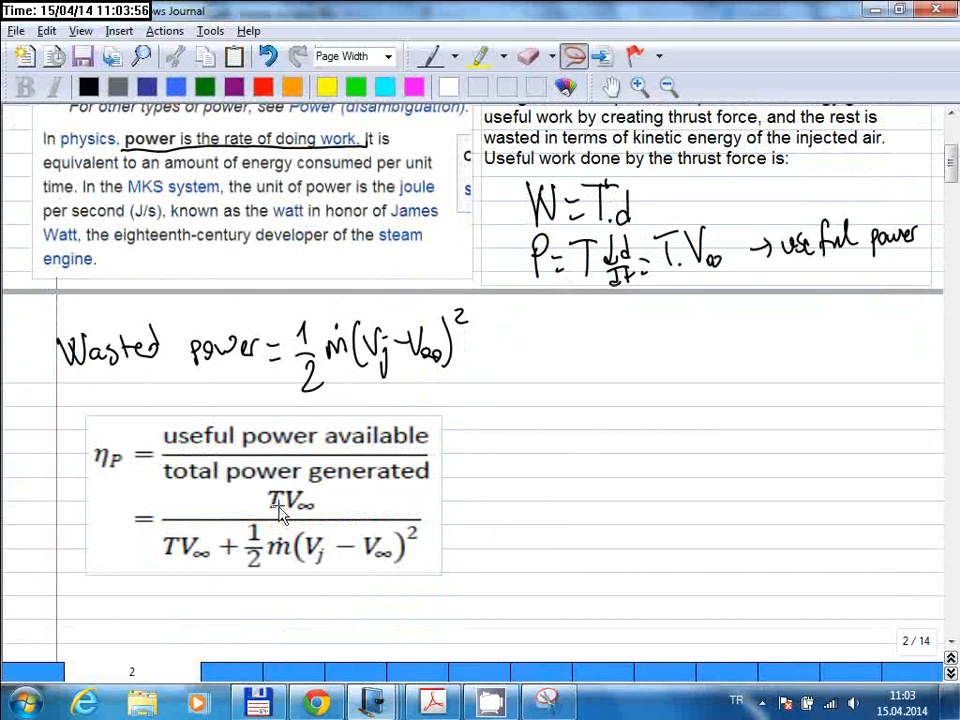 Time: 15/04/14 11:03:56
ws Journal
File Edit View Insert Actions Tools Help
Page Width
B I
For other types of power, see Power (disambiguation).
In physics, power is the rate of doing work. It is
equivalent to an amount of energy consumed per unit
time. In the MKS system, the unit of power is the joule
per second (J/s), known as the watt in honor of James
Watt, the eighteenth-century developer of the steam
engine.
useful work by creating thrust force, and the rest is
wasted in terms of kinetic energy of the injected air.
Useful work done by the thrust force is:
W = T.d
P = T dd/dt = T.V∞ → useful power
Wasted power = 1/2 ṁ(Vj - V∞)²
ηP = useful power available / total power generated
= TV∞ / TV∞ + 1/2 ṁ(Vj − V∞)²
2 / 14
2
TR
11:03
15.04.2014